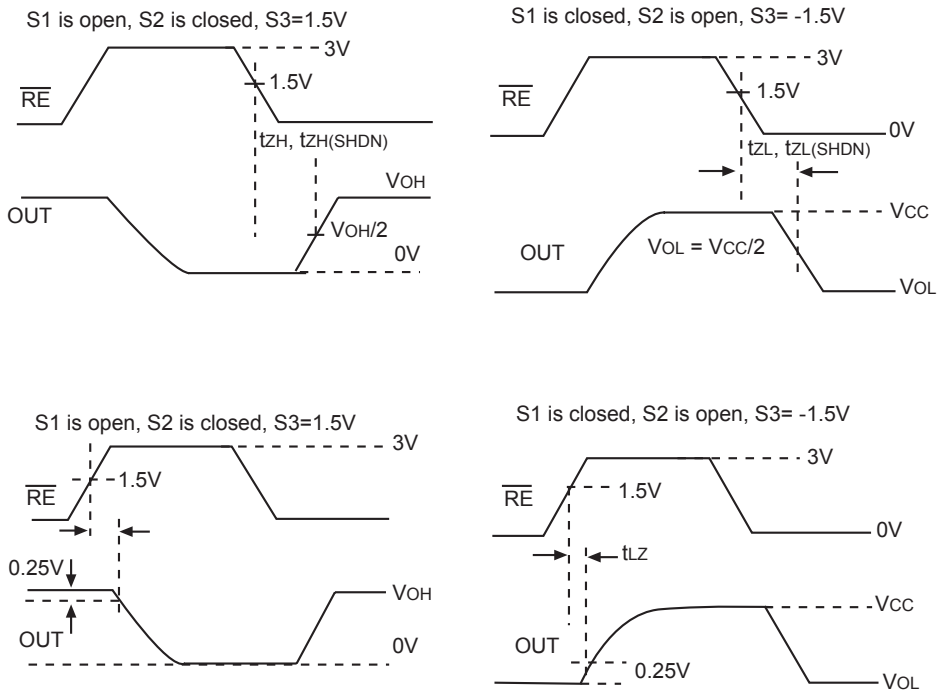 S1 is open, S2 is closed, S3=1.5V
3V
1.5V
RE
tZH, tZH(SHDN)
VOH
OUT
VOH/2
0V
S1 is closed, S2 is open, S3= -1.5V
3V
1.5V
RE
0V
tZL, tZL(SHDN)
VCC
OUT
VOL = VCC/2
VOL
S1 is open, S2 is closed, S3=1.5V
3V
1.5V
RE
0.25V
VOH
OUT
0V
S1 is closed, S2 is open, S3= -1.5V
3V
1.5V
RE
0V
tLZ
VCC
OUT
0.25V
VOL